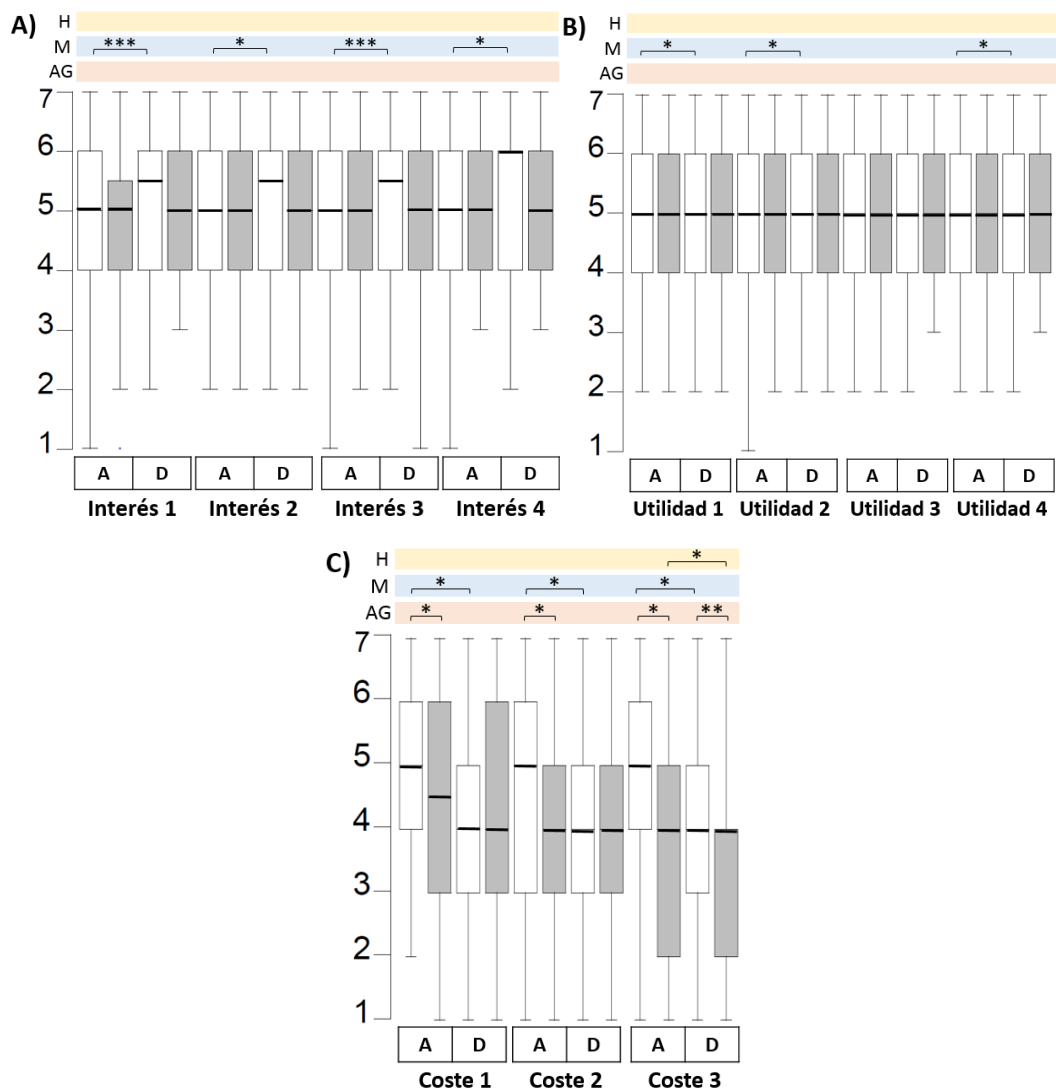 A)
H
M *** * *** *
AG
7
6
5
4
3
2
1
A D A D A D A D
Interés 1 Interés 2 Interés 3 Interés 4
B)
H
M * * *
AG
7
6
5
4
3
2
1
A D A D A D A D
Utilidad 1 Utilidad 2 Utilidad 3 Utilidad 4
C)
H *
M * * *
AG * * * **
7
6
5
4
3
2
1
A D A D A D
Coste 1 Coste 2 Coste 3